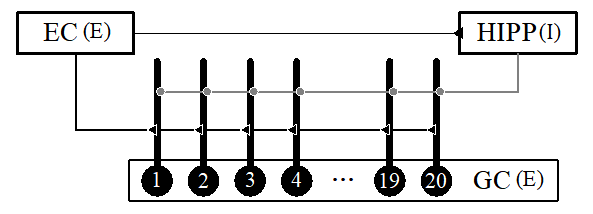 EC (E) HIPP (I)
1 2 3 4 ··· 19 20 GC (E)